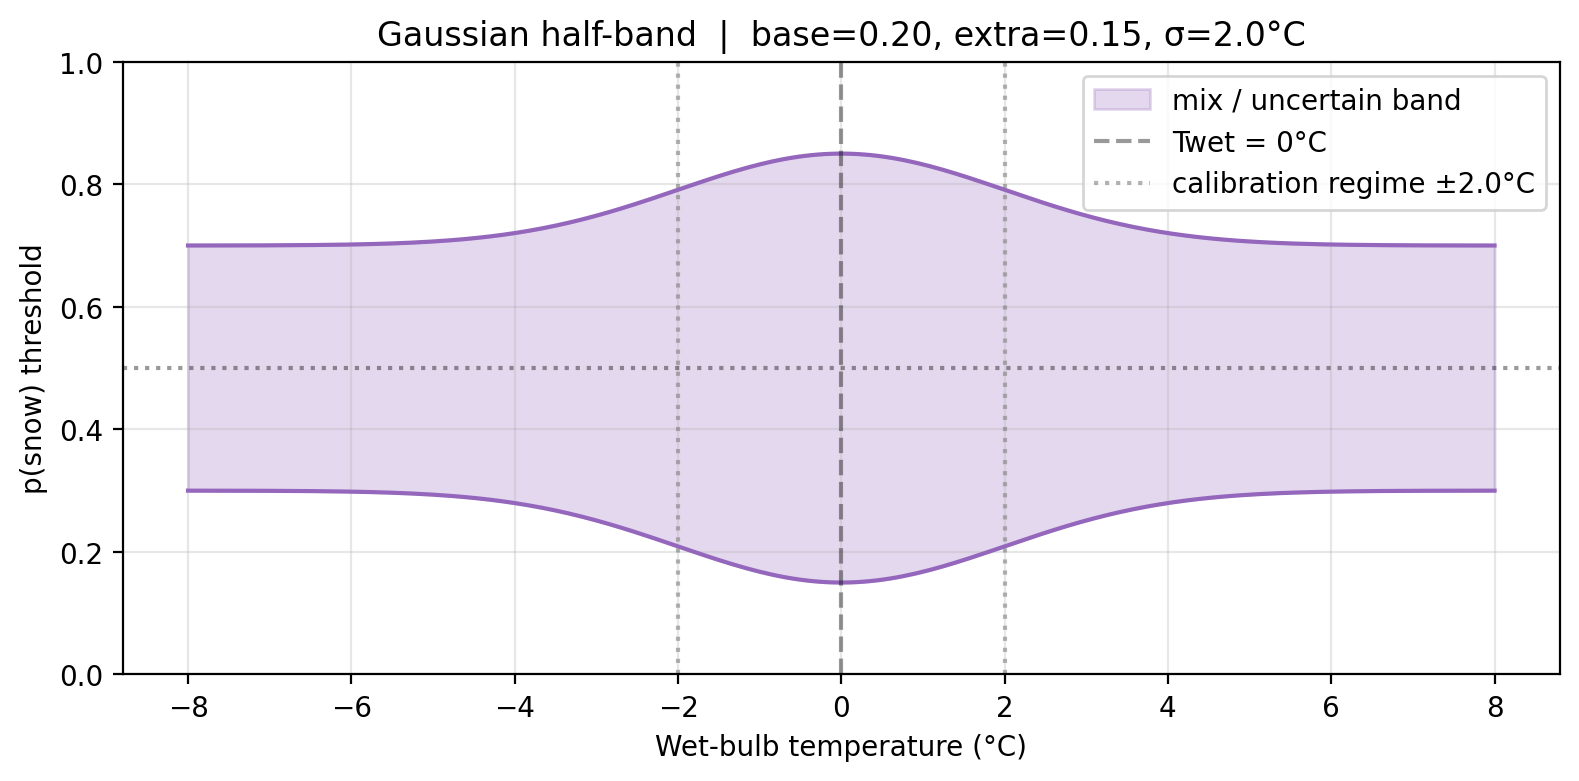 Gaussian half-band  |  base=0.20, extra=0.15, σ=2.0°C
1.0
0.8
0.6
0.4
0.2
0.0
p(snow) threshold
mix / uncertain band
Twet = 0°C
calibration regime ±2.0°C
−8 −6 −4 −2 0 2 4 6 8
Wet-bulb temperature (°C)